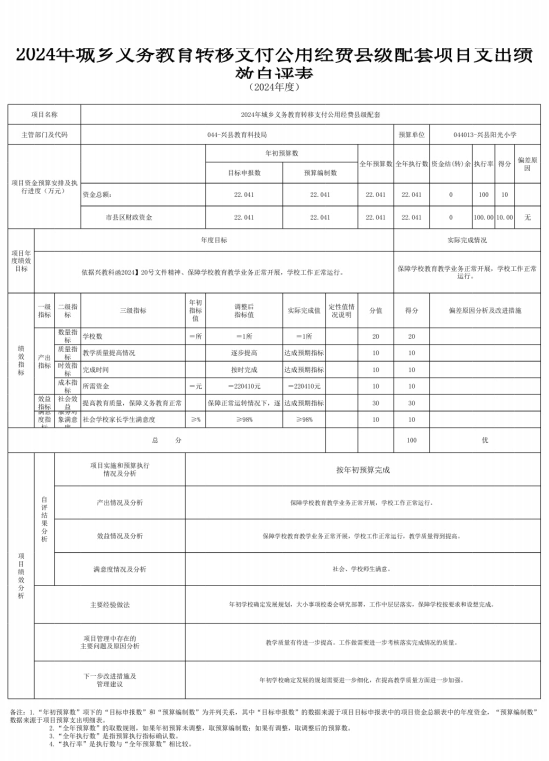 2024年城乡义务教育转移支付公用经费县级配套项目支出绩
效自评表
（2024年度）
项目名称 2024年城乡义务教育转移支付公用经费县级配套
主管部门及代码 044-兴县教育科技局 预算单位 044013-兴县阳光小学
项目资金预算安排及执行进度（万元） 年初预算数 全年预算数 全年执行数 资金结(转)余 执行率 得分 偏差原因
目标申报数 预算编制数
资金总额: 22.041 22.041 22.041 22.041 0 100 10
市县区财政资金 22.041 22.041 22.041 22.041 0 100.00 10.00 无
项目年度绩效目标 年度目标 实际完成情况
依据兴教科函2024】20号文件精神、保障学校教育教学业务正常开展，学校工作正常运行。 保障学校教育教学业务正常开展，学校工作正常运行。
绩效指标 一级指标 二级指标 三级指标 年初指标值 调整后指标值 实际完成值 定性值情况说明 分值 得分 偏差原因分析及改进措施
产出指标 数量指标 学校数 ＝所 ＝1所 ＝1所 20 20
质量指标 教学质量提高情况 逐步提高 达成预期指标 10 10
时效指标 完成时间 按时完成 达成预期指标 10 10
成本指标 所需资金 ＝元 ＝220410元 ＝220410元 10 10
效益指标 社会效益 提高教育质量，保障义务教育正常 保障正常运转情况下，逐 达成预期指标 30 30
满意度指标 服务对象满意度 社会学校家长学生满意度 ≥% ≥98% ≥98% 10 10
总 分 100 优
项目绩效分析 自评结果分析 项目实施和预算执行情况及分析 按年初预算完成
产出情况及分析 保障学校教育教学业务正常开展，学校工作正常运行。
效益情况及分析 保障学校教育教学业务正常开展，学校工作正常运行，教学质量得到提高。
满意度情况及分析 社会、学校师生满意。
主要经验做法 年初学校确定发展规划，大小事项校委会研究部署，工作中层层落实，保障学校按要求和设想完成。
项目管理中存在的主要问题及原因分析 教学质量有待进一步提高，工作做需要进一步考核落实完成情况的质量。
下一步改进措施及管理建议 年初学校确定发展的规划需要进一步细化，在提高教学质量方面进一步加强。
备注：1.“年初预算数”项下的“目标申报数”和“预算编制数”为并列关系，其中“目标申报数”的数据来源于项目目标申报表中的项目资金总额表中的年度资金，“预算编制数”
数据来源于项目预算支出明细表。
2.“全年预算数”的取数规则，如果年初预算未调整，取预算编制数；如果有调整，取调整后的预算数。
3.“全年执行数”是指预算执行指标确认数。
4.“执行率”是执行数与“全年预算数”相比较。